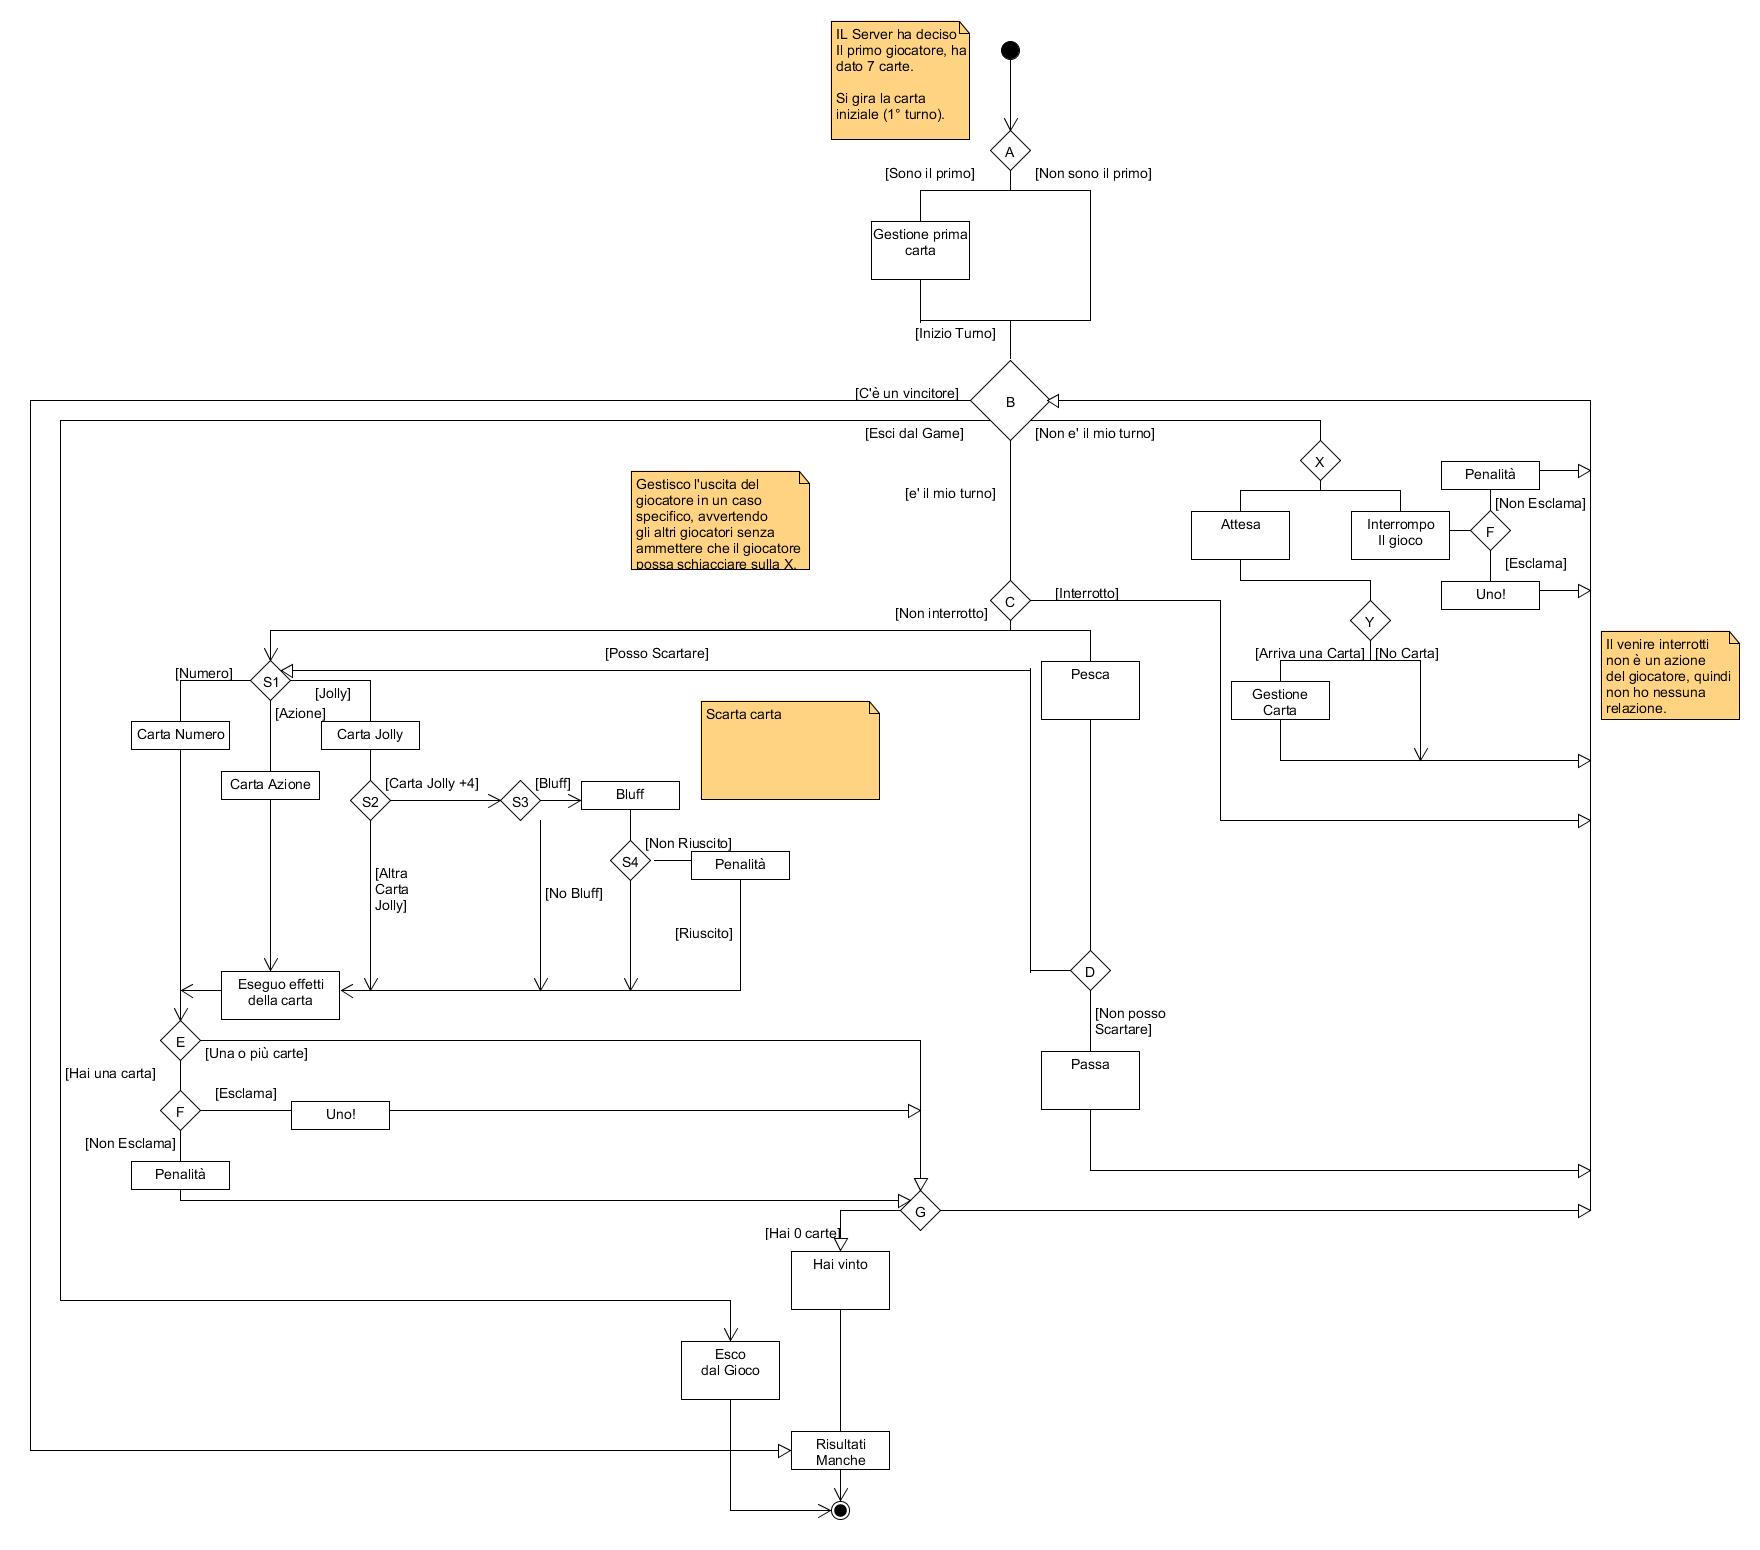 IL Server ha deciso
Il primo giocatore, ha
dato 7 carte.
Si gira la carta
iniziale (1° turno).
A
[Sono il primo]
[Non sono il primo]
Gestione prima
carta
[Inizio Turno]
B
[C'è un vincitore]
[Esci dal Game]
[Non e' il mio turno]
[e' il mio turno]
X
Attesa
Interrompo
Il gioco
Penalità
[Non Esclama]
F
[Esclama]
Uno!
Gestisco l'uscita del
giocatore in un caso
specifico, avvertendo
gli altri giocatori senza
ammettere che il giocatore
possa schiacciare sulla X.
C
[Interrotto]
[Non interrotto]
Y
[Arriva una Carta]
[No Carta]
Gestione
Carta
Il venire interrotti
non è un azione
del giocatore, quindi
non ho nessuna
relazione.
[Posso Scartare]
Pesca
[Numero]
S1
[Jolly]
[Azione]
Carta Numero
Carta Jolly
Carta Azione
Scarta carta
S2
[Carta Jolly +4]
S3
[Bluff]
Bluff
[Non Riuscito]
S4
Penalità
[Altra
Carta
Jolly]
[No Bluff]
[Riuscito]
Eseguo effetti
della carta
D
[Non posso
Scartare]
Passa
E
[Una o più carte]
[Hai una carta]
F
[Esclama]
Uno!
[Non Esclama]
Penalità
G
[Hai 0 carte]
Hai vinto
Esco
dal Gioco
Risultati
Manche